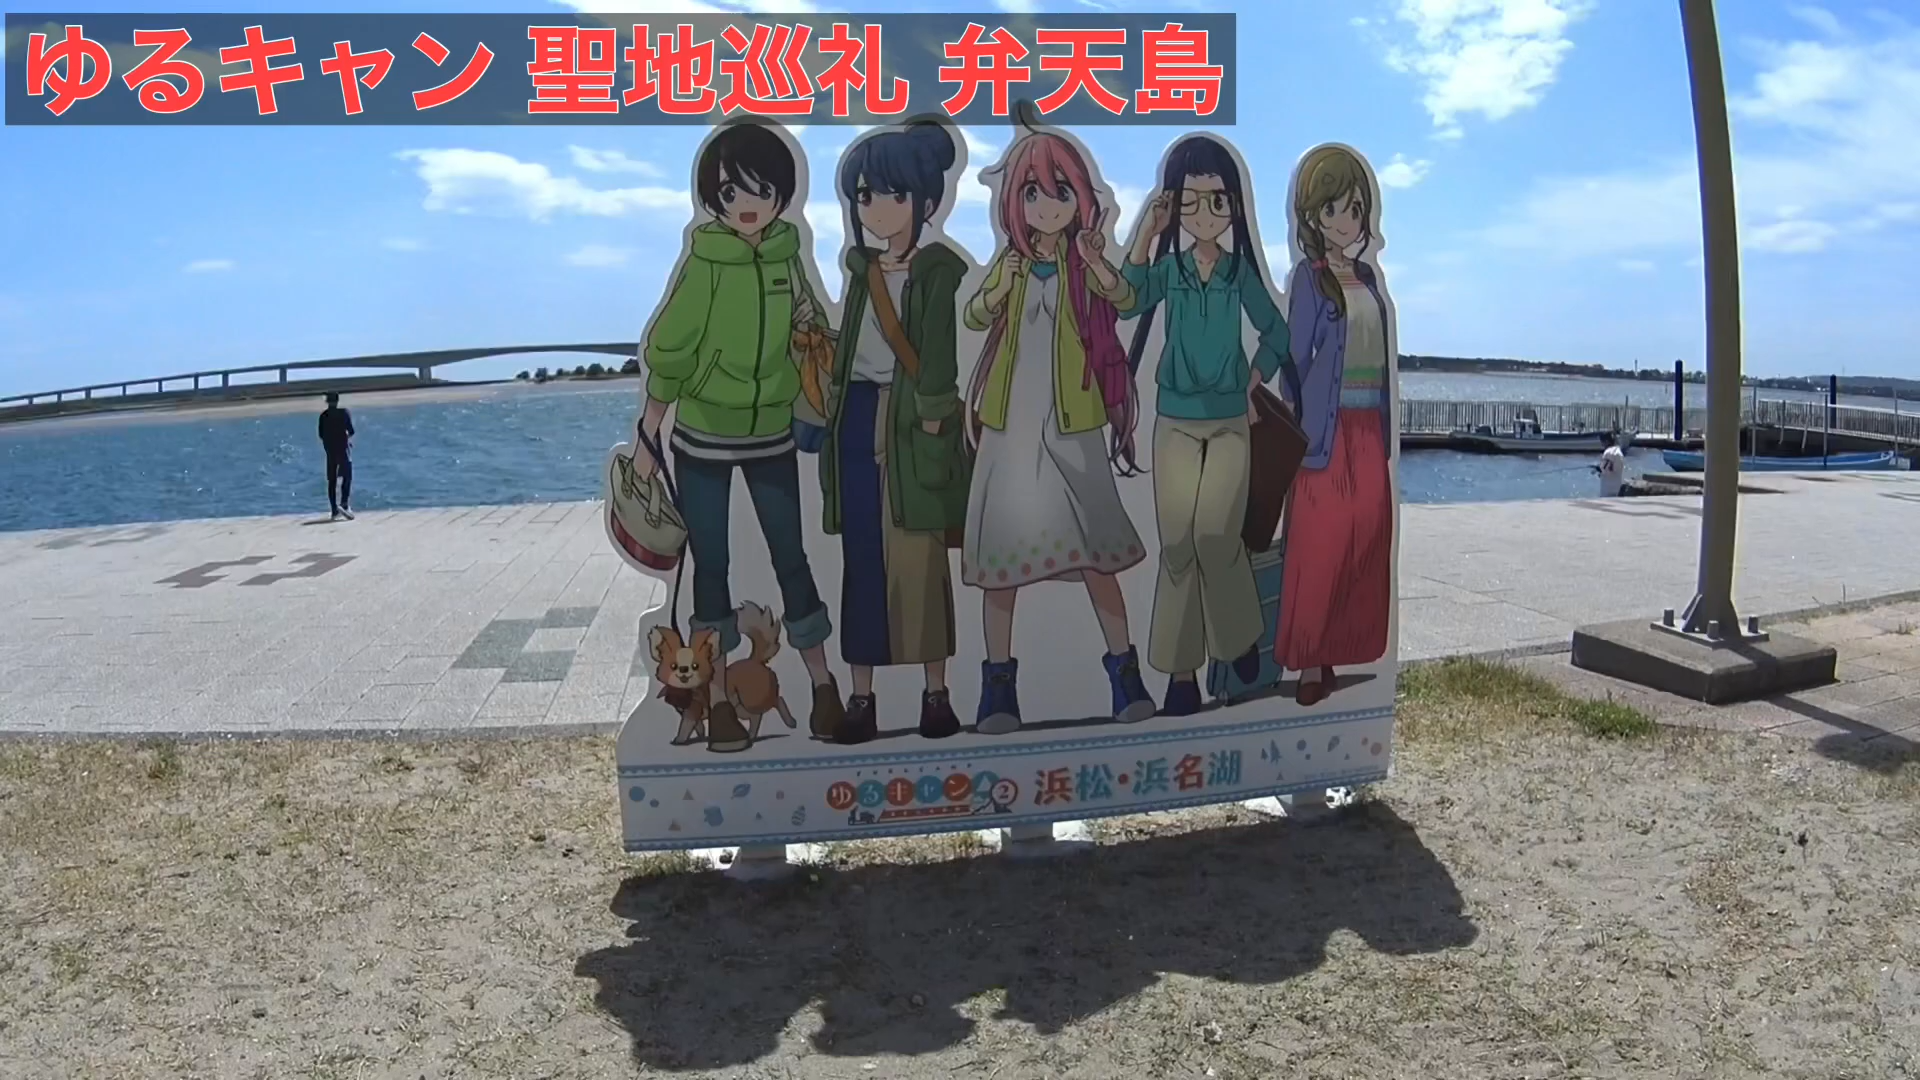 ゆるキャン 聖地巡礼 弁天島
ゆるキャン△2 浜松・浜名湖